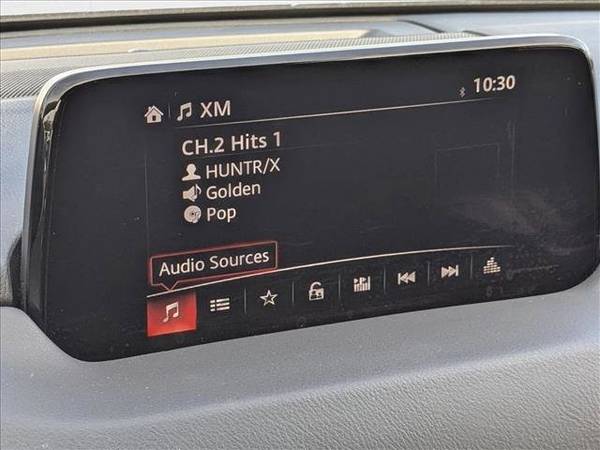 XM
10:30
CH.2 Hits 1
HUNTR/X
Golden
Pop
Audio Sources